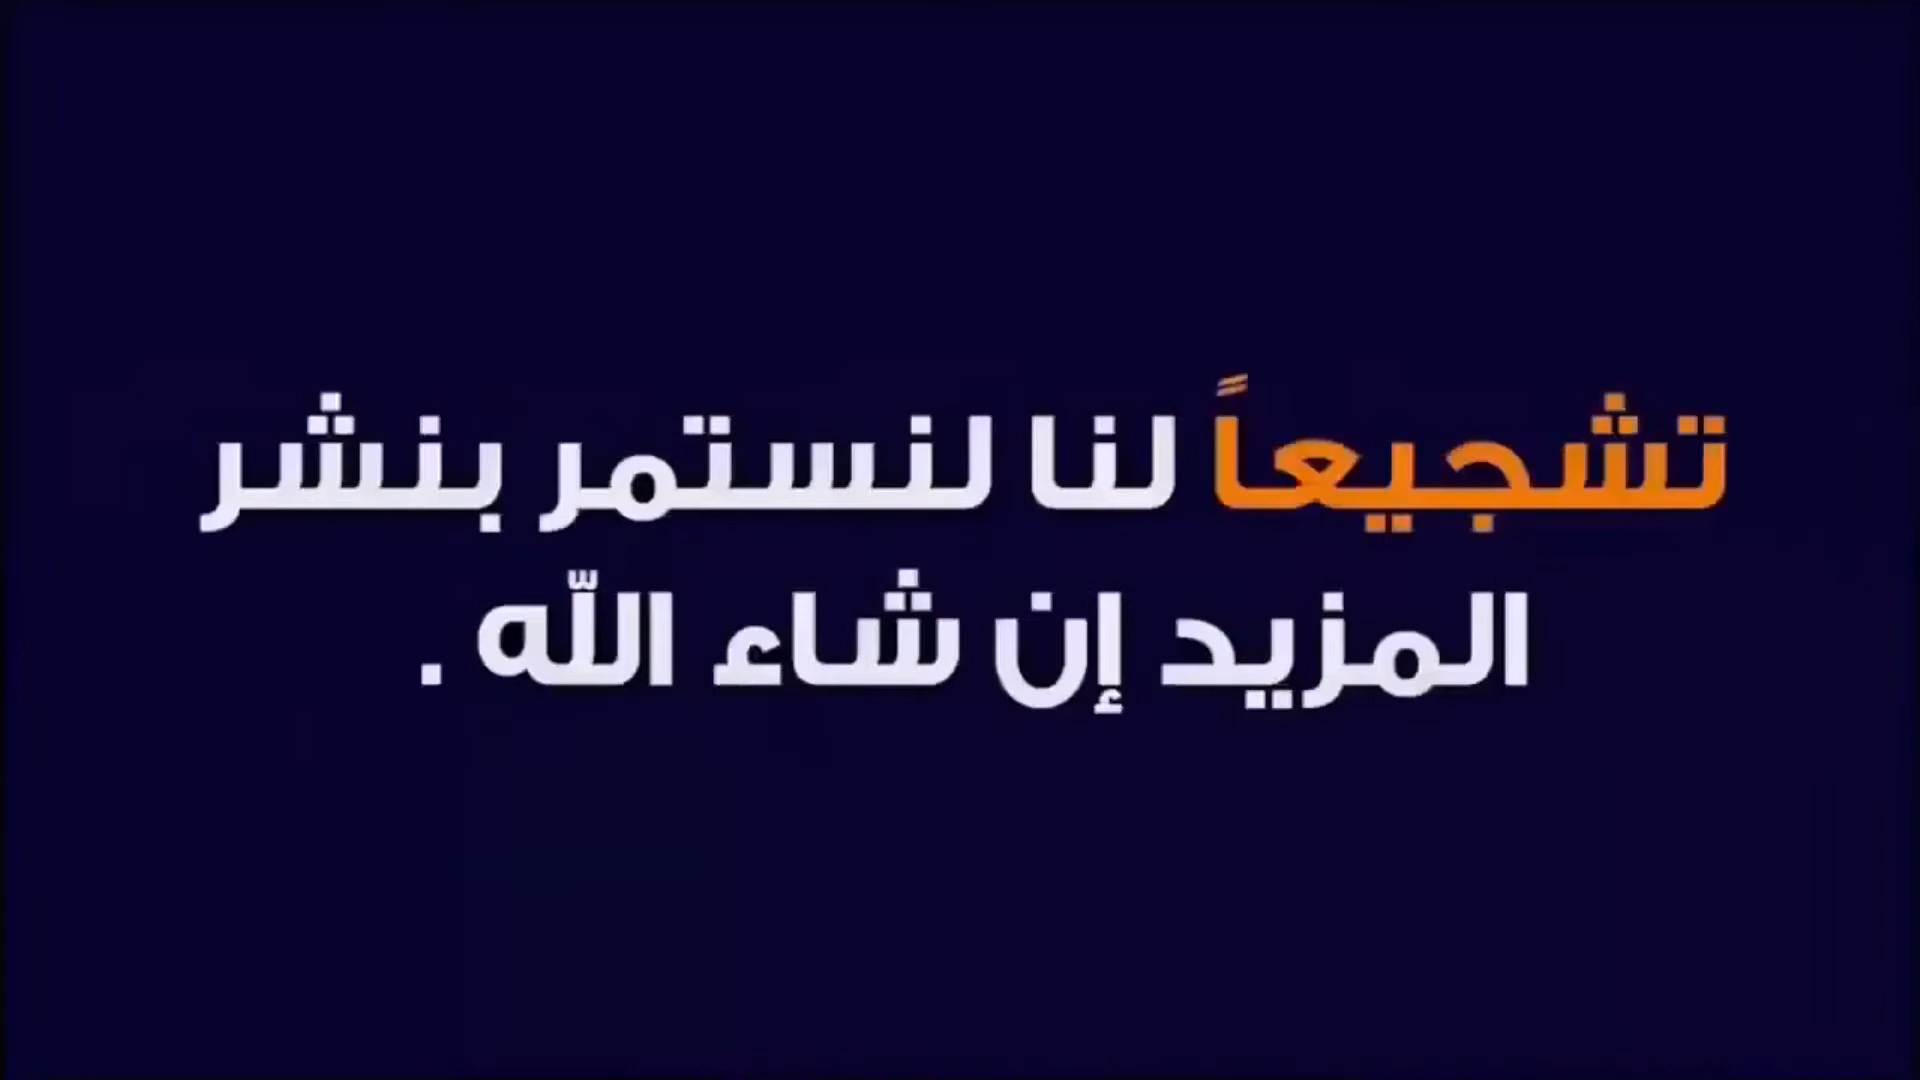 تشجيعاً لنا لنستمر بنشر
المزيد إن شاء اللّه .